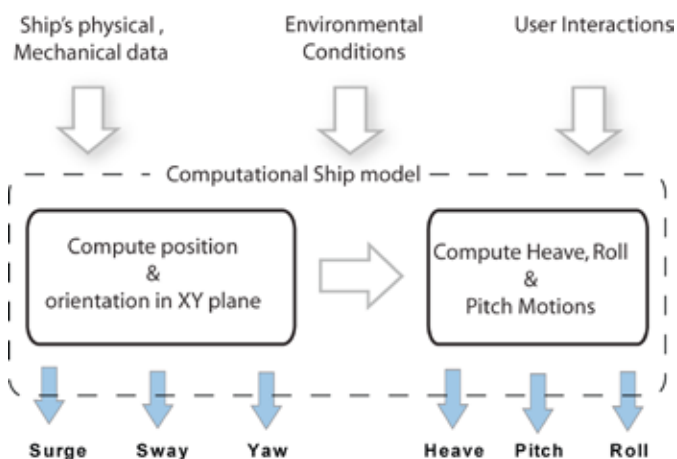 Ship's physical ,
Mechanical data
Environmental
Conditions
User Interactions
Computational Ship model
Compute position
&
orientation in XY plane
Compute Heave, Roll
&
Pitch Motions
Surge Sway Yaw Heave Pitch Roll